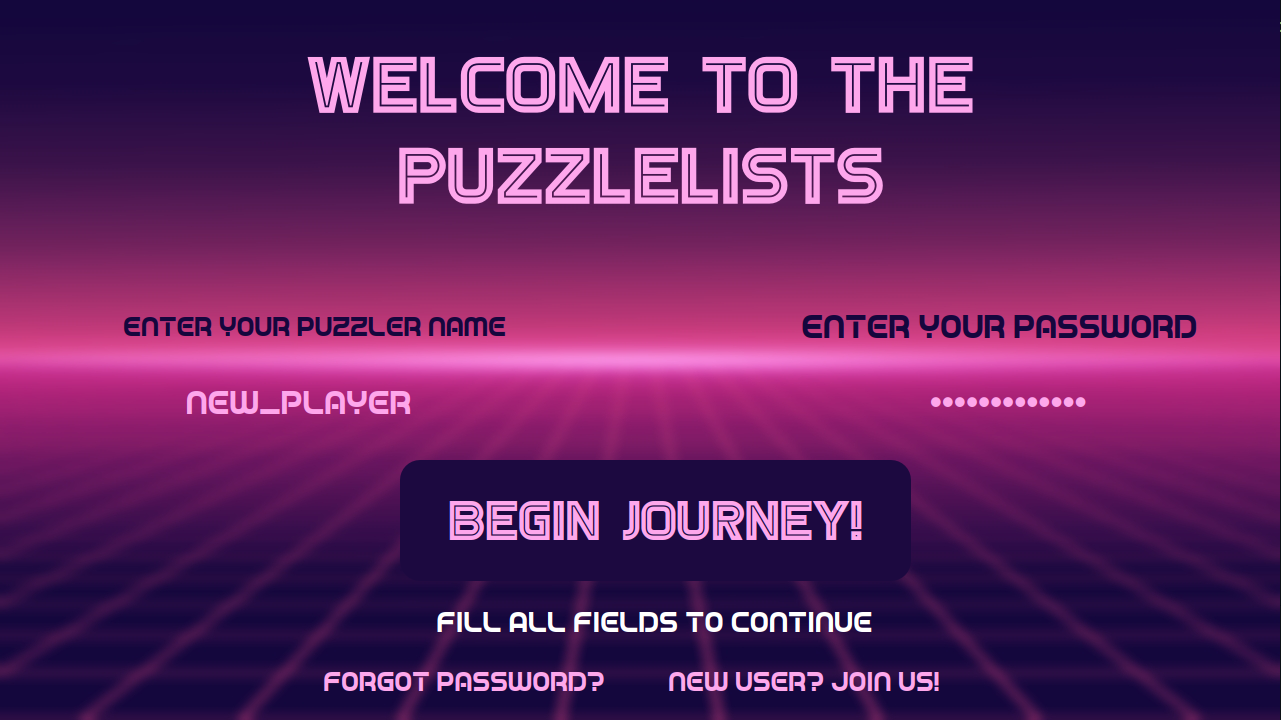 WELCOME TO THE
PUZZLELISTS
ENTER YOUR PUZZLER NAME
ENTER YOUR PASSWORD
NEW_PLAYER
•••••••••••••
BEGIN JOURNEY!
FILL ALL FIELDS TO CONTINUE
FORGOT PASSWORD?
NEW USER? JOIN US!